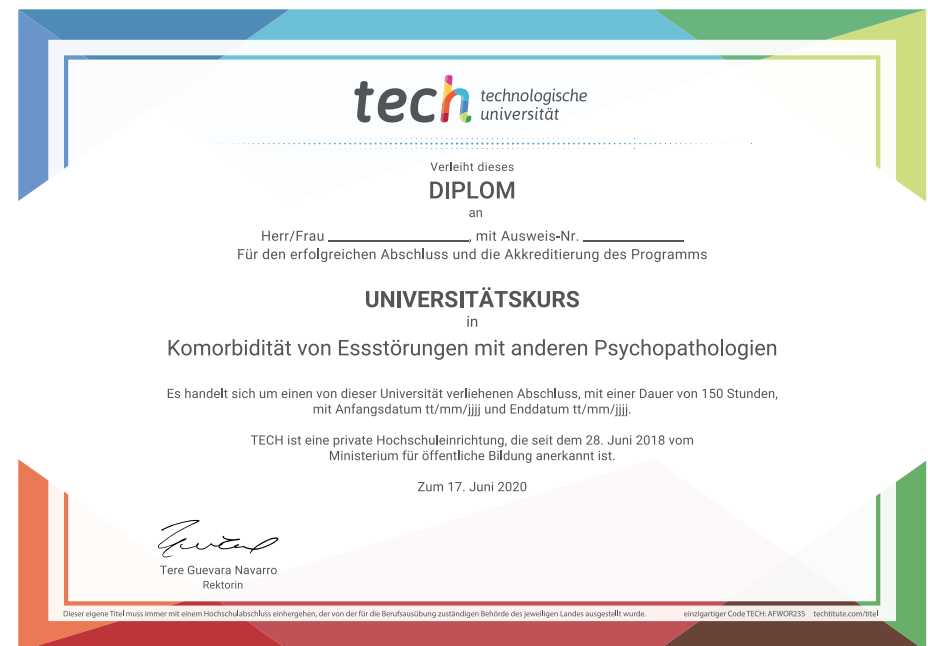 tech technologische
universität
Verleiht dieses
DIPLOM
an
Herr/Frau ____________________, mit Ausweis-Nr. ______________
Für den erfolgreichen Abschluss und die Akkreditierung des Programms
UNIVERSITÄTSKURS
in
Komorbidität von Essstörungen mit anderen Psychopathologien
Es handelt sich um einen von dieser Universität verliehenen Abschluss, mit einer Dauer von 150 Stunden,
mit Anfangsdatum tt/mm/jjjj und Enddatum tt/mm/jjjj.
TECH ist eine private Hochschuleinrichtung, die seit dem 28. Juni 2018 vom
Ministerium für öffentliche Bildung anerkannt ist.
Zum 17. Juni 2020
Tere Guevara Navarro
Rektorin
Dieser eigene Titel muss immer mit einem Hochschulabschluss einhergehen, der von der für die Berufsausübung zuständigen Behörde des jeweiligen Landes ausgestellt wurde. einzigartiger Code TECH: AFWOR23S techtitute.com/titel